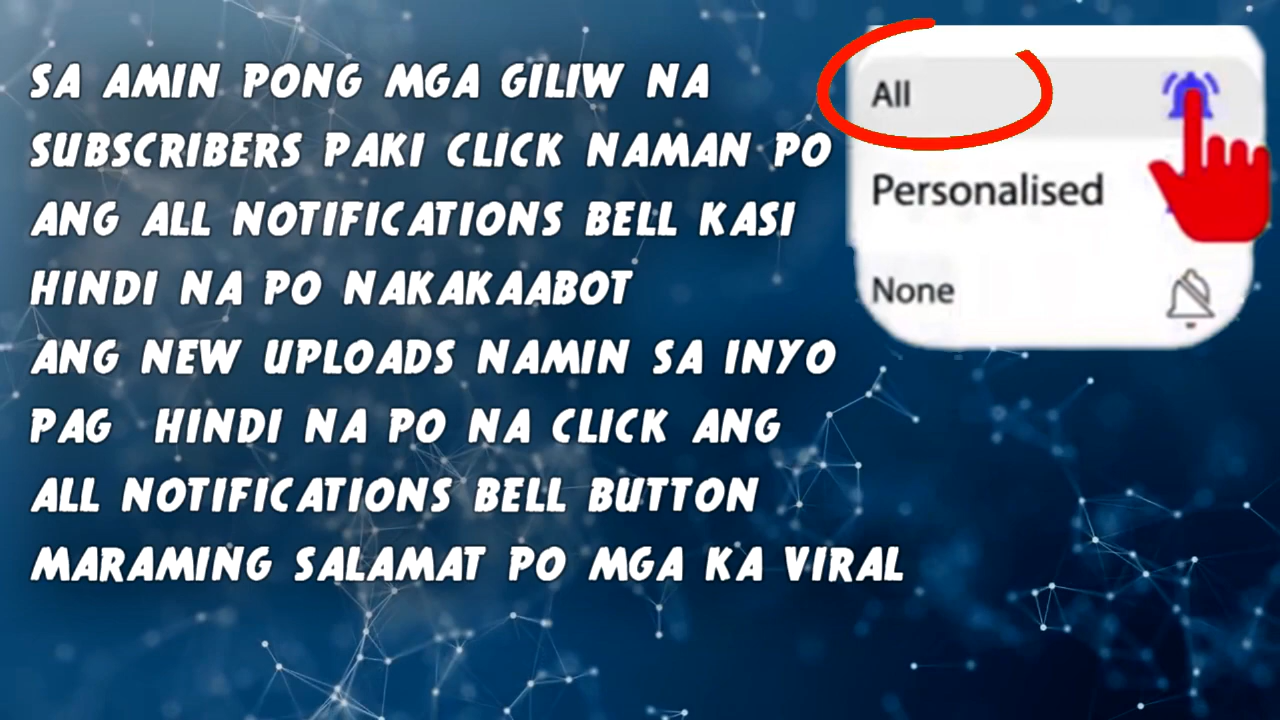 SA AMIN PONG MGA GILIW NA
SUBSCRIBERS PAKI CLICK NAMAN PO
ANG ALL NOTIFICATIONS BELL KASI
HINDI NA PO NAKAKAABOT
ANG NEW UPLOADS NAMIN SA INYO
PAG HINDI NA PO NA CLICK ANG
ALL NOTIFICATIONS BELL BUTTON
MARAMING SALAMAT PO MGA KA VIRAL
All
Personalised
None